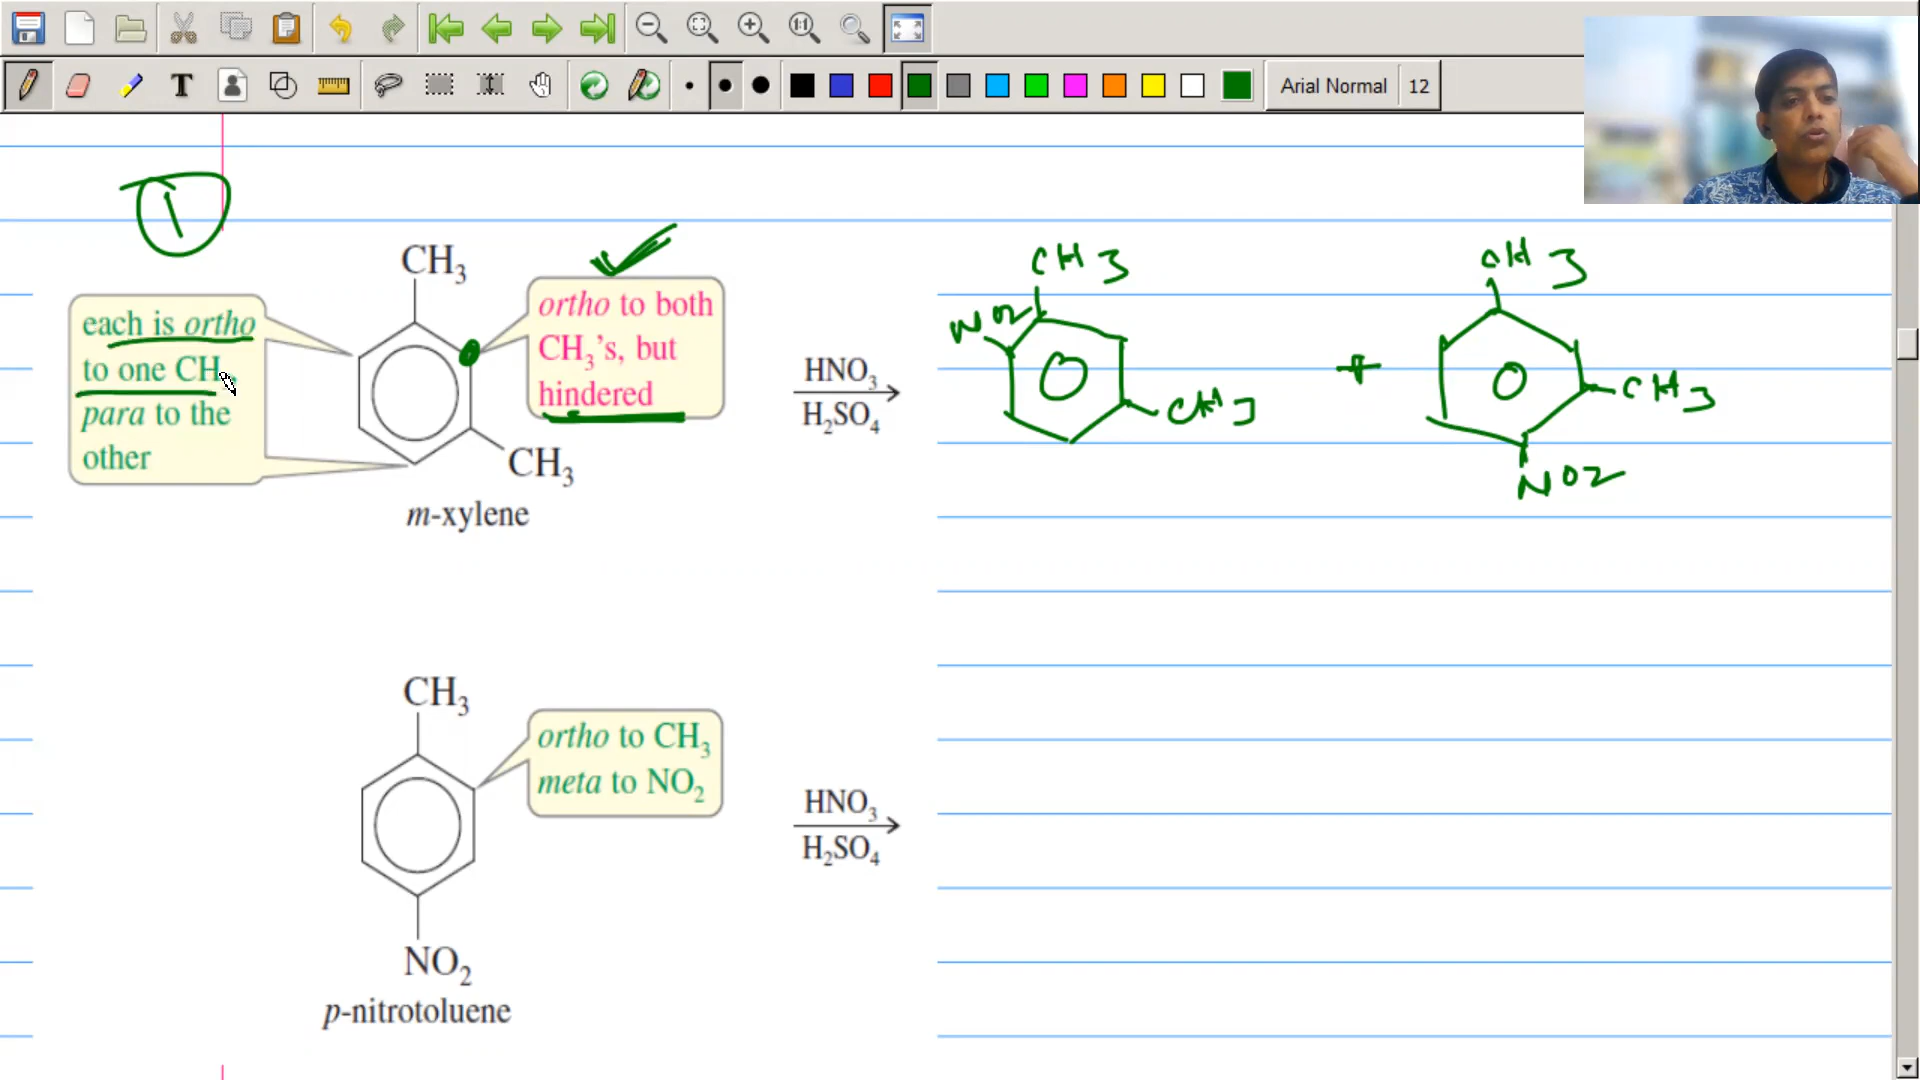 Arial Normal 12
1
CH3
each is ortho
to one CH
para to the
other
ortho to both
CH3's, but
hindered
CH3
m-xylene
HNO3
H2SO4
CH3
NO2
CH3
+
CH3
CH3
NO2
CH3
ortho to CH3
meta to NO2
NO2
p-nitrotoluene
HNO3
H2SO4